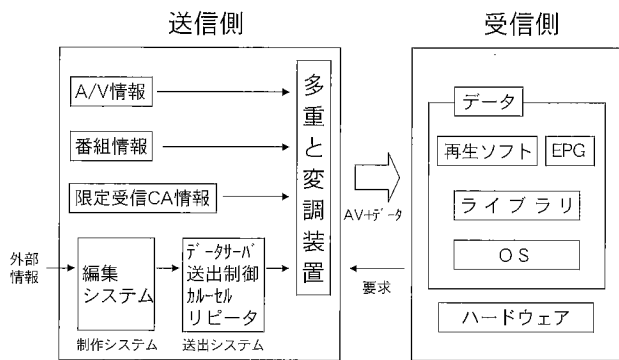 送信側
受信側
A/V情報
番組情報
限定受信CA情報
多重と変調装置
外部
情報
編集
システム
制作システム
データサーバ
送出制御
カルーセル
リピータ
送出システム
AV+データ
要求
データ
再生ソフト
EPG
ライブラリ
OS
ハードウェア